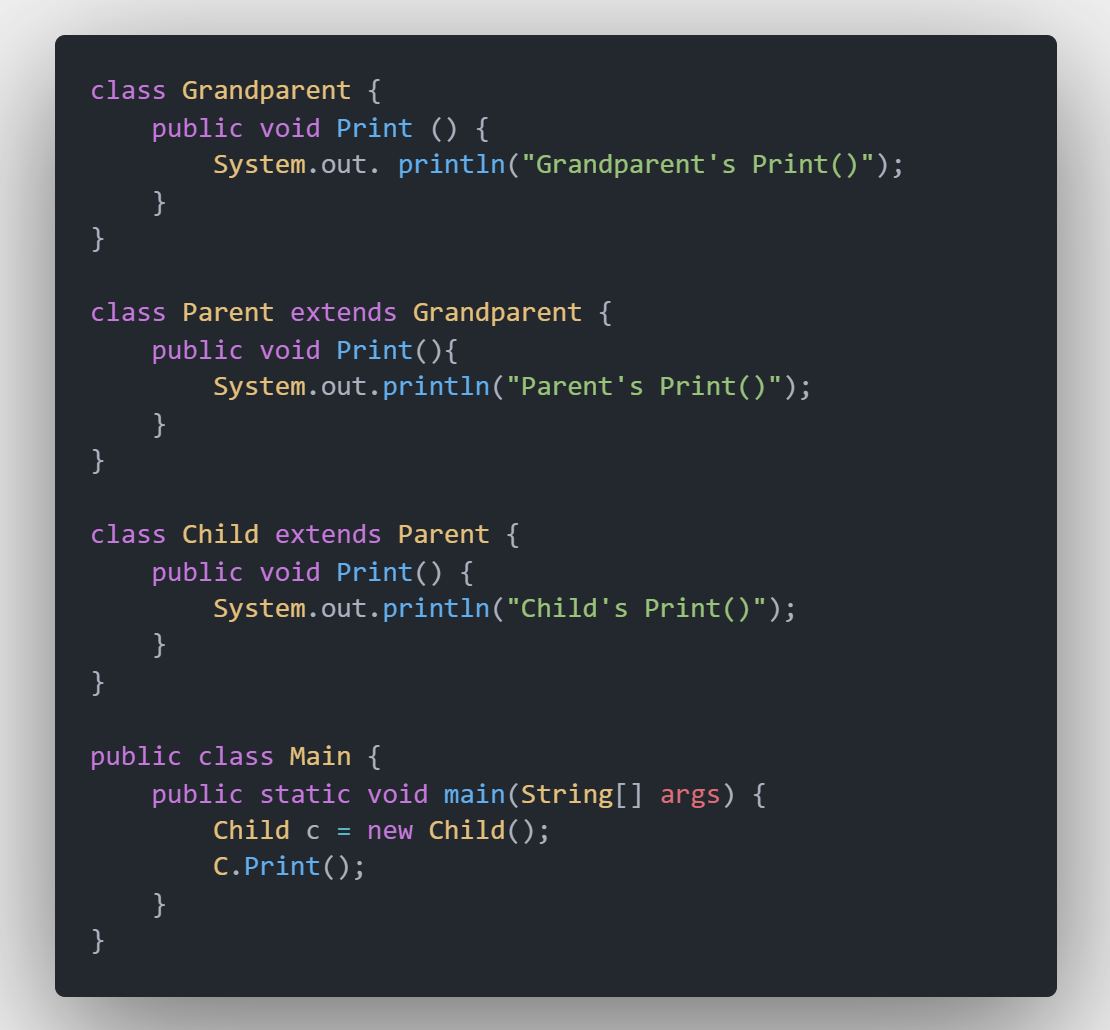 class Grandparent {
    public void Print () {
        System.out. println("Grandparent's Print()");
    }
}

class Parent extends Grandparent {
    public void Print(){
        System.out.println("Parent's Print()");
    }
}

class Child extends Parent {
    public void Print() {
        System.out.println("Child's Print()");
    }
}

public class Main {
    public static void main(String[] args) {
        Child c = new Child();
        C.Print();
    }
}